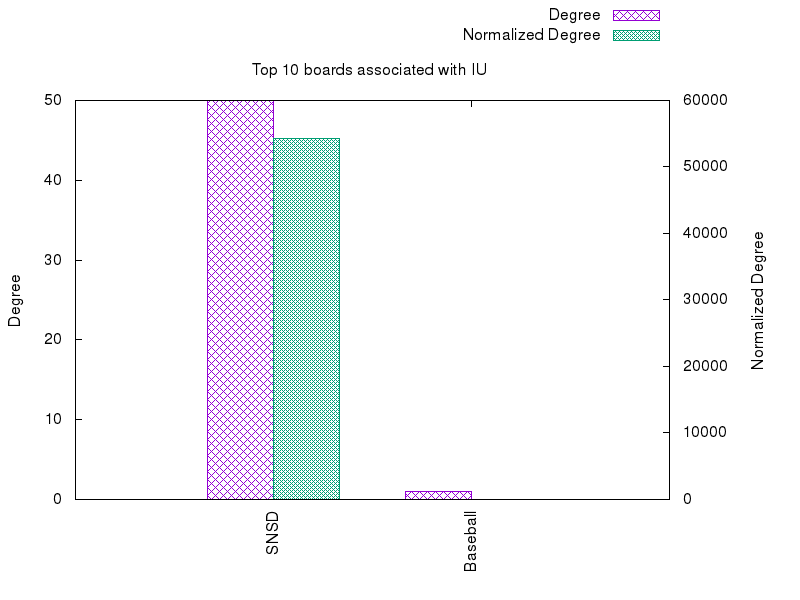 Degree
Normalized Degree
Top 10 boards associated with IU
50
40
30
20
10
0
60000
50000
40000
30000
20000
10000
0
Degree
Normalized Degree
SNSD
Baseball